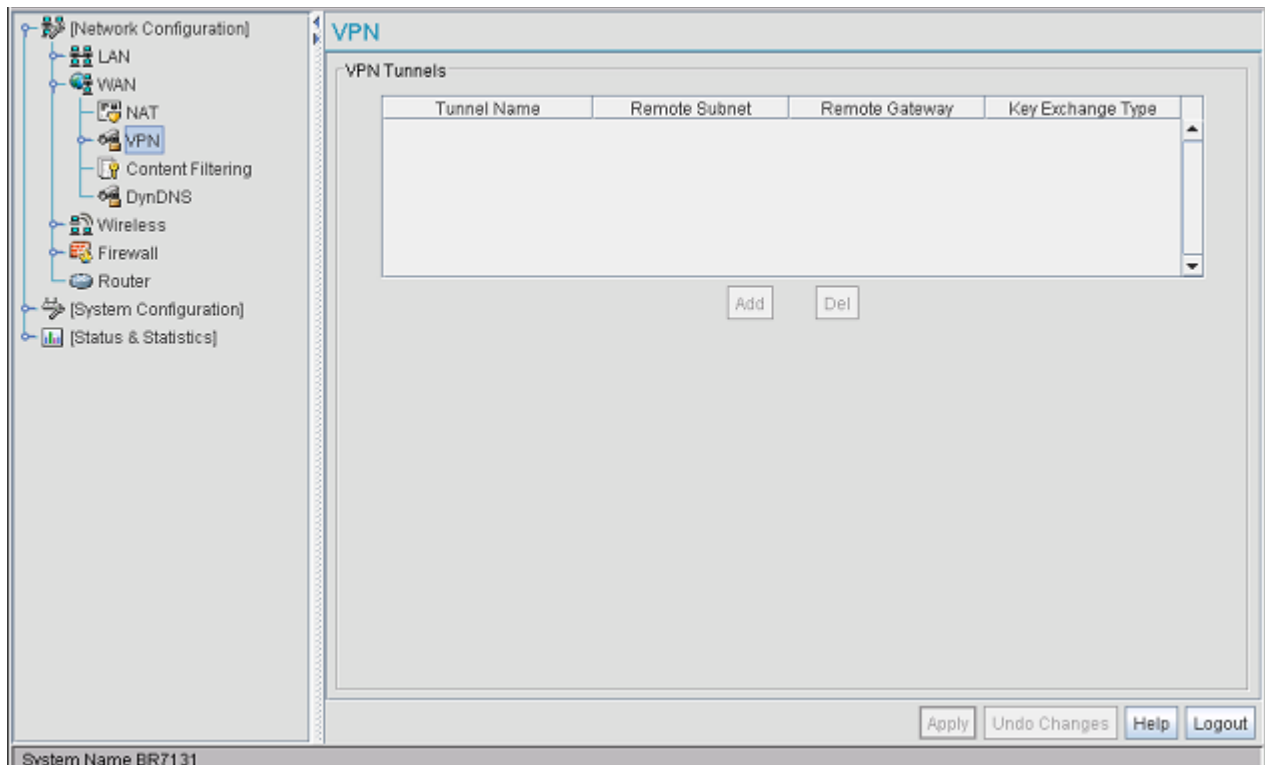 [Network Configuration]
LAN
WAN
NAT
VPN
Content Filtering
DynDNS
Wireless
Firewall
Router
[System Configuration]
[Status & Statistics]
VPN
VPN Tunnels
Tunnel Name Remote Subnet Remote Gateway Key Exchange Type
Add Del
Apply Undo Changes Help Logout
System Name BR7131